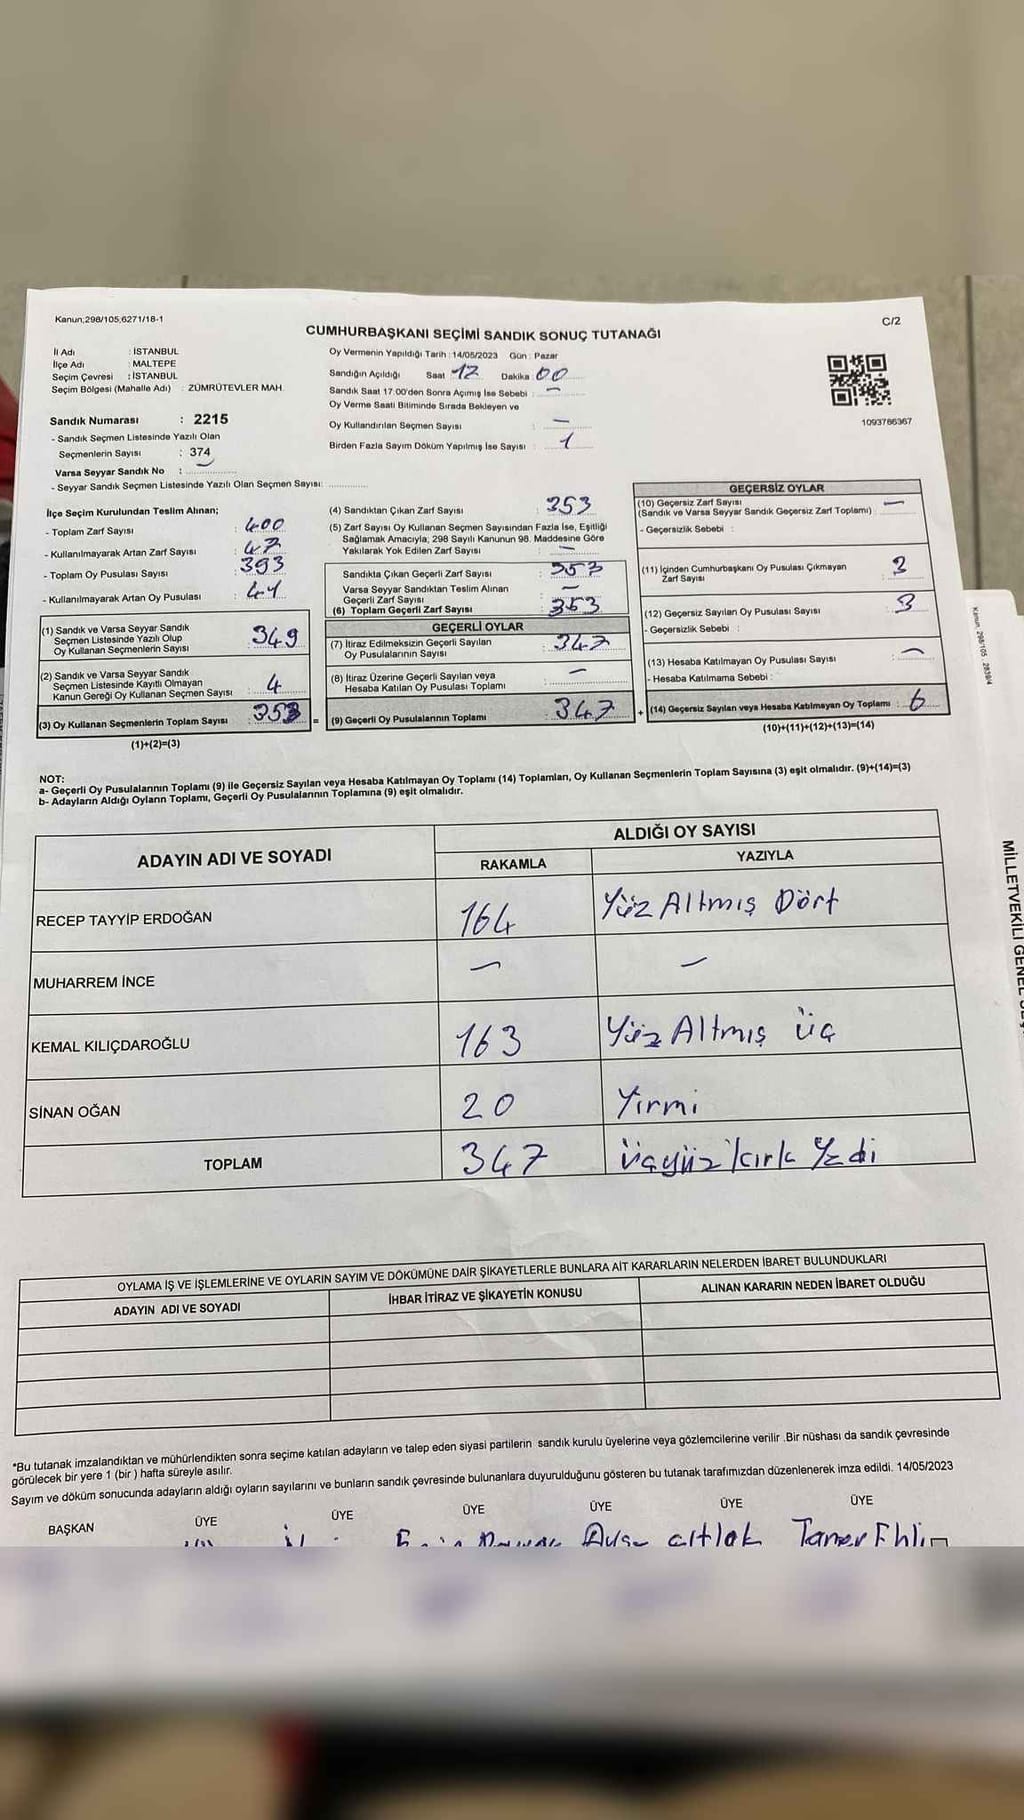 Kanun;298/105,6271/18-1
C/2
CUMHURBAŞKANI SEÇİMİ SANDIK SONUÇ TUTANAĞI
İl Adı : İSTANBUL
İlçe Adı : MALTEPE
Seçim Çevresi : İSTANBUL
Seçim Bölgesi (Mahalle Adı) : ZÜMRÜTEVLER MAH.
Sandık Numarası : 2215
- Sandık Seçmen Listesinde Yazılı Olan
Seçmenlerin Sayısı : 374
Varsa Seyyar Sandık No :
- Seyyar Sandık Seçmen Listesinde Yazılı Olan Seçmen Sayısı:
Oy Vermenin Yapıldığı Tarih : 14/05/2023 Gün : Pazar
Sandığın Açıldığı Saat 17 Dakika 00
Sandık Saat 17.00'den Sonra Açımış İse Sebebi : -
Oy Verme Saati Bitiminde Sırada Bekleyen ve
Oy Kullandırılan Seçmen Sayısı : -
Birden Fazla Sayım Döküm Yapılmış İse Sayısı : 1
1093766367
İlçe Seçim Kurulundan Teslim Alınan;
- Toplam Zarf Sayısı : 400
- Kullanılmayarak Artan Zarf Sayısı : 47
- Toplam Oy Pusulası Sayısı : 393
- Kullanılmayarak Artan Oy Pusulası : 41
(1) Sandık ve Varsa Seyyar Sandık
Seçmen Listesinde Yazılı Olup
Oy Kullanan Seçmenlerin Sayısı : 349
(2) Sandık ve Varsa Seyyar Sandık
Seçmen Listesinde Kayıtlı Olmayan
Kanun Gereği Oy Kullanan Seçmen Sayısı : 4
(3) Oy Kullanan Seçmenlerin Toplam Sayısı : 353 =
(1)+(2)=(3)
(4) Sandıktan Çıkan Zarf Sayısı : 353
(5) Zarf Sayısı Oy Kullanan Seçmen Sayısından Fazla İse, Eşitliği
Sağlamak Amacıyla; 298 Sayılı Kanunun 98. Maddesine Göre
Yakılarak Yok Edilen Zarf Sayısı : -
Sandıkta Çıkan Geçerli Zarf Sayısı : 353
Varsa Seyyar Sandıktan Teslim Alınan
Geçerli Zarf Sayısı : -
(6) Toplam Geçerli Zarf Sayısı : 353
GEÇERLİ OYLAR
(7) İtiraz Edilmeksizin Geçerli Sayılan
Oy Pusulalarının Sayısı : 347
(8) İtiraz Üzerine Geçerli Sayılan veya
Hesaba Katılan Oy Pusulası Toplamı : -
(9) Geçerli Oy Pusulalarının Toplamı : 347 +
GEÇERSİZ OYLAR
(10) Geçersiz Zarf Sayısı
(Sandık ve Varsa Sandık Geçersiz Zarf Toplamı) : -
- Geçersizlik Sebebi :
(11) İçinden Cumhurbaşkanı Oy Pusulası Çıkmayan
Zarf Sayısı : 3
(12) Geçersiz Sayılan Oy Pusulası Sayısı : 3
- Geçersizlik Sebebi :
(13) Hesaba Katılmayan Oy Pusulası Sayısı : -
- Hesaba Katılmama Sebebi :
(14) Geçersiz Sayılan veya Hesaba Katılmayan Oy Toplamı : 6
(10)+(11)+(12)+(13)=(14)
NOT:
a- Geçerli Oy Pusulalarının Toplamı (9) ile Geçersiz Sayılan veya Hesaba Katılmayan Oy Toplamı (14) Toplamları, Oy Kullanan Seçmenlerin Toplam Sayısına (3) eşit olmalıdır. (9)+(14)=(3)
b- Adayların Aldığı Oyların Toplamı, Geçerli Oy Pusulalarının Toplamına (9) eşit olmalıdır.
ADAYIN ADI VE SOYADI
ALDIĞI OY SAYISI
RAKAMLA YAZIYLA
RECEP TAYYİP ERDOĞAN 164 Yüz Altmış Dört
MUHARREM İNCE - -
KEMAL KILIÇDAROĞLU 163 Yüz Altmış üç
SİNAN OĞAN 20 Yirmi
TOPLAM 347 üçyüz kırk Yedi
OYLAMA İŞ VE İŞLEMLERİNE VE OYLARIN SAYIM VE DÖKÜMÜNE DAİR ŞİKAYETLERLE BUNLARA AİT KARARLARIN NELERDEN İBARET BULUNDUKLARI
ADAYIN ADI VE SOYADI
İHBAR İTİRAZ VE ŞİKAYETİN KONUSU
ALINAN KARARIN NEDEN İBARET OLDUĞU
*Bu tutanak imzalandıktan ve mühürlendikten sonra seçime katılan adayların ve talep eden siyasi partilerin sandık kurulu üyelerine veya gözlemcilerine verilir .Bir nüshası da sandık çevresinde
görülecek bir yere 1 (bir ) hafta süreyle asılır.
Sayım ve döküm sonucunda adayların aldığı oyların sayılarını ve bunların sandık çevresinde bulunanlara duyurulduğunu gösteren bu tutanak tarafımızdan düzenlenerek imza edildi. 14/05/2023
BAŞKAN ÜYE ÜYE ÜYE ÜYE ÜYE ÜYE
Taner
Kanun, 298/105, 2839/4
MİLLETVEKİLİ GENEL